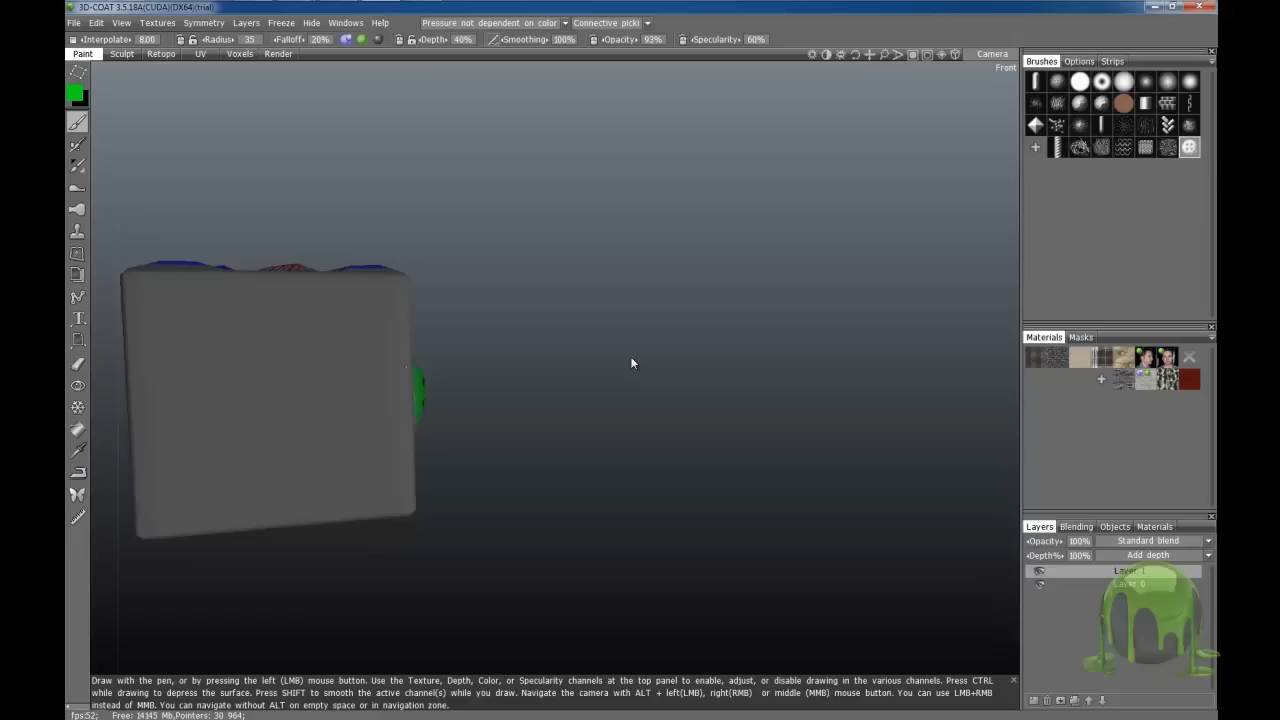 3D-COAT 3.5.18A(CUDA)(DX64)(trial)
File Edit View Textures Symmetry Layers Freeze Hide Windows Help Pressure not dependent on color Connective picki
Interpolate 8.00 Radius 35 Falloff 20% Depth 40% Smoothing 100% Opacity 93% Specularity 60%
Paint Sculpt Retopo UV Voxels Render Camera
Front
Brushes Options Strips
Materials Masks
Layers Blending Objects Materials
Opacity 100% Standard blend
Depth% 100% Add depth
Layer 1
Layer 0
Draw with the pen, or by pressing the left (LMB) mouse button. Use the Texture, Depth, Color, or Specularity channels at the top panel to enable, adjust, or disable drawing in the various channels. Press CTRL
while drawing to depress the surface. Press SHIFT to smooth the active channel(s) while you draw. Navigate the camera with ALT + left(LMB), right(RMB) or middle (MMB) mouse button. You can use LMB+RMB
instead of MMB. You can navigate without ALT on empty space or in navigation zone.
fps:52; Free: 14145 Mb,Pointers: 30 964;